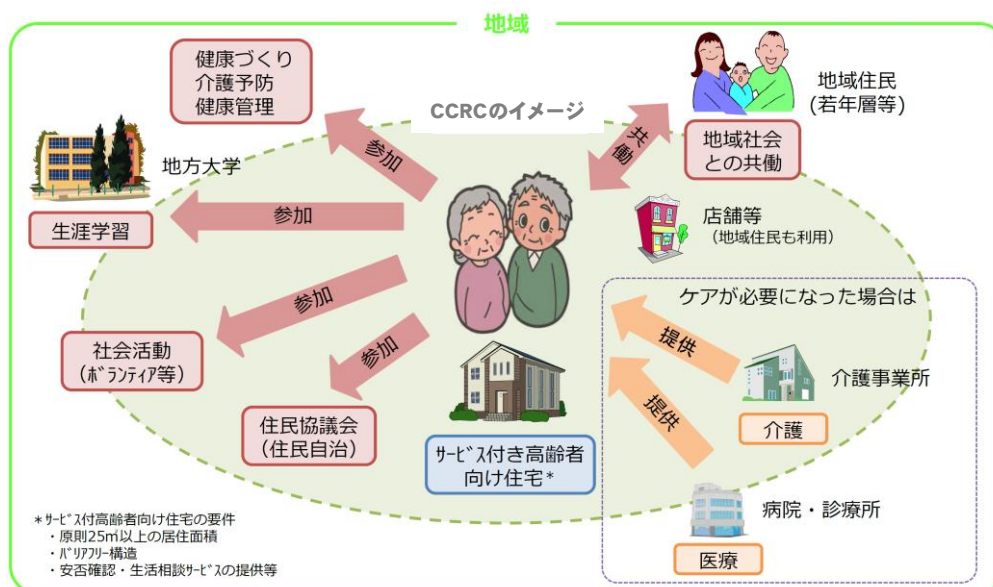 地域
健康づくり
介護予防
健康管理
CCRCのイメージ
地域住民
(若年層等)
共働
地域社会
との共働
参加
地方大学
生涯学習
参加
店舗等
（地域住民も利用）
参加
ケアが必要になった場合は
社会活動
(ﾎﾞﾗﾝﾃｨｱ等)
参加
提供
介護事業所
介護
住民協議会
(住民自治)
ｻｰﾋﾞｽ付き高齢者
向け住宅*
提供
病院・診療所
医療
*ｻｰﾋﾞｽ付高齢者向け住宅の要件
・原則25㎡以上の居住面積
・ﾊﾞﾘｱﾌﾘｰ構造
・安否確認・生活相談ｻｰﾋﾞｽの提供等